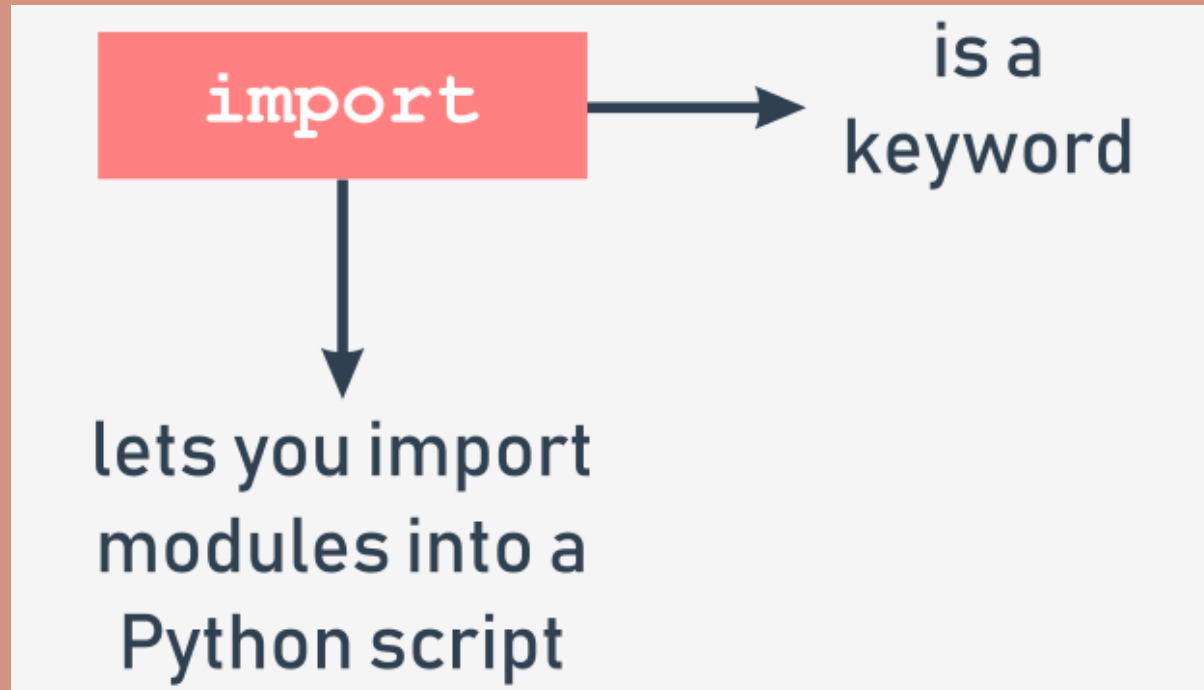 import
is a
keyword
lets you import
modules into a
Python script